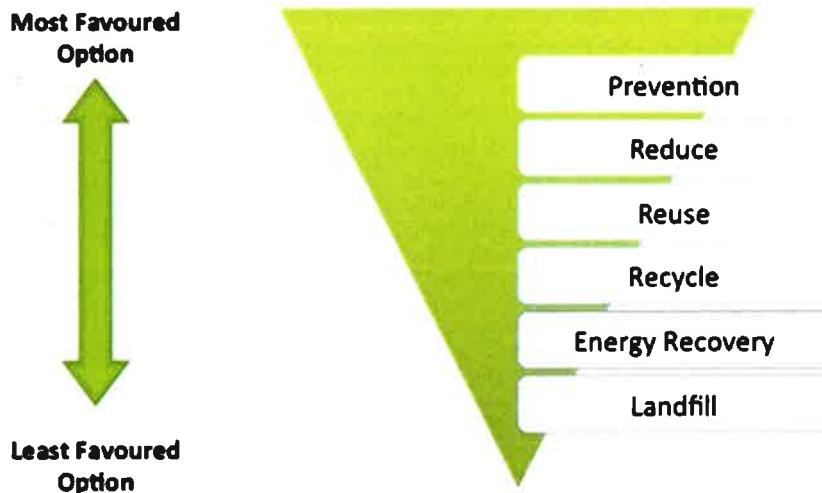 Most Favoured
Option
Prevention
Reduce
Reuse
Recycle
Energy Recovery
Landfill
Least Favoured
Option